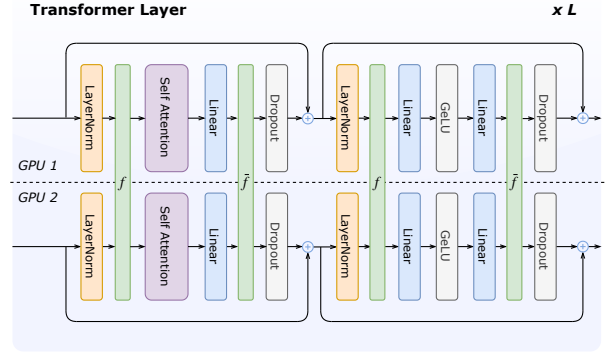 Transformer Layer
x L
LayerNorm
Self Attention
Linear
Dropout
LayerNorm
Linear
GeLU
Linear
Dropout
GPU 1
f
f̄
f
f̄
GPU 2
LayerNorm
Self Attention
Linear
Dropout
LayerNorm
Linear
GeLU
Linear
Dropout